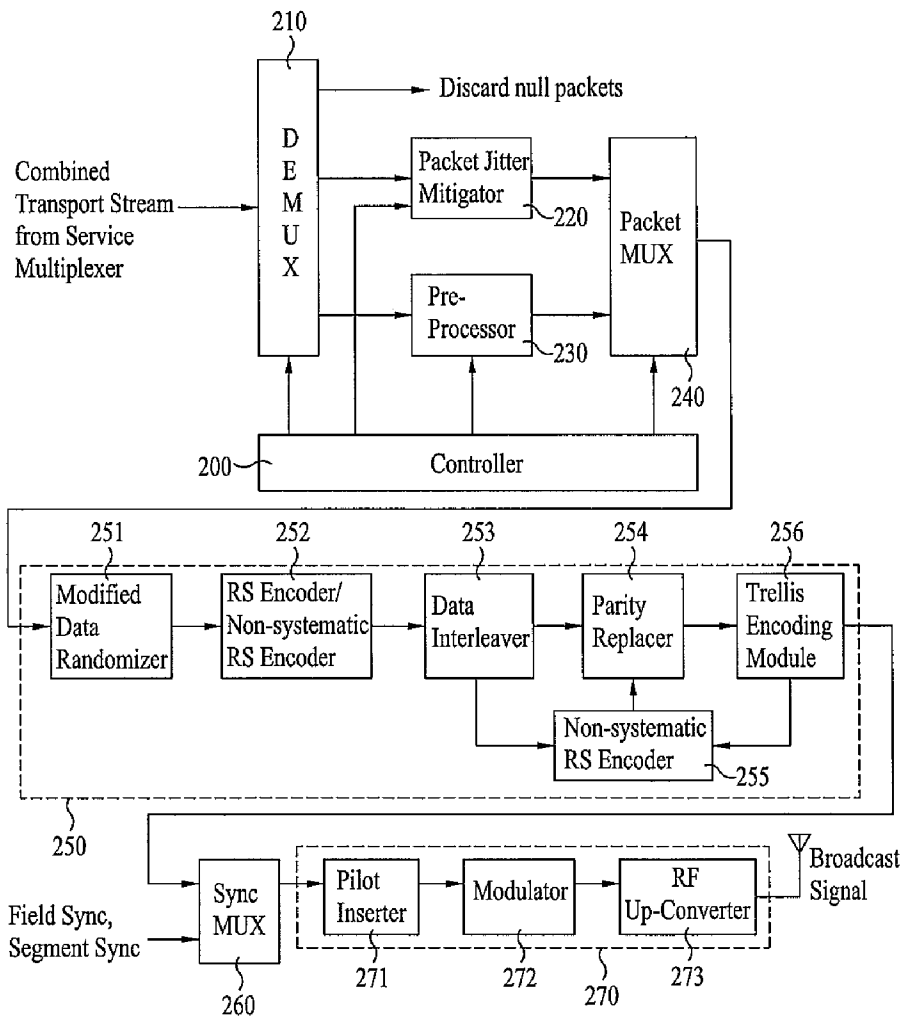 210
Discard null packets
D
E
M
U
X
Combined
Transport Stream
from Service
Multiplexer
Packet Jitter
Mitigator
220
Packet
MUX
Pre-
Processor
230
240
200
Controller
251
252
253
254
256
Modified
Data
Randomizer
RS Encoder/
Non-systematic
RS Encoder
Data
Interleaver
Parity
Replacer
Trellis
Encoding
Module
Non-systematic
RS Encoder
255
250
Field Sync,
Segment Sync
Sync
MUX
260
Pilot
Inserter
271
Modulator
272
RF
Up-Converter
273
270
Broadcast
Signal